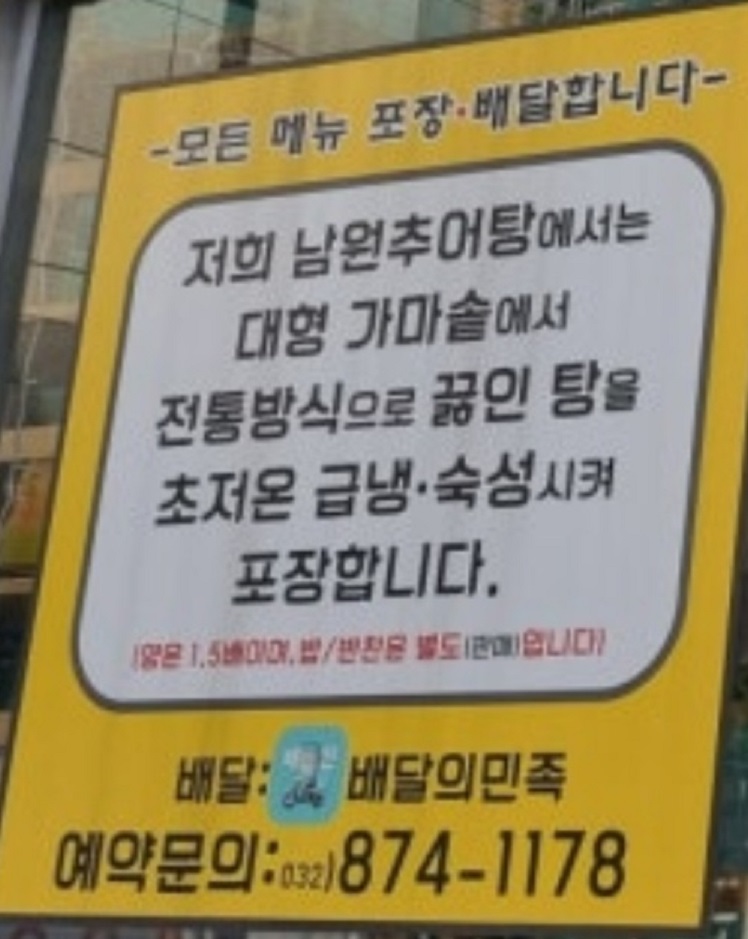 -모든 메뉴 포장·배달합니다-
저희 남원추어탕에서는
대형 가마솥에서
전통방식으로 끓인 탕을
초저온 급냉·숙성시켜
포장합니다.
(양은 1.5배이며,밥/반찬은 별도(판매)입니다)
배달: 배달의민족
예약문의:032)874-1178